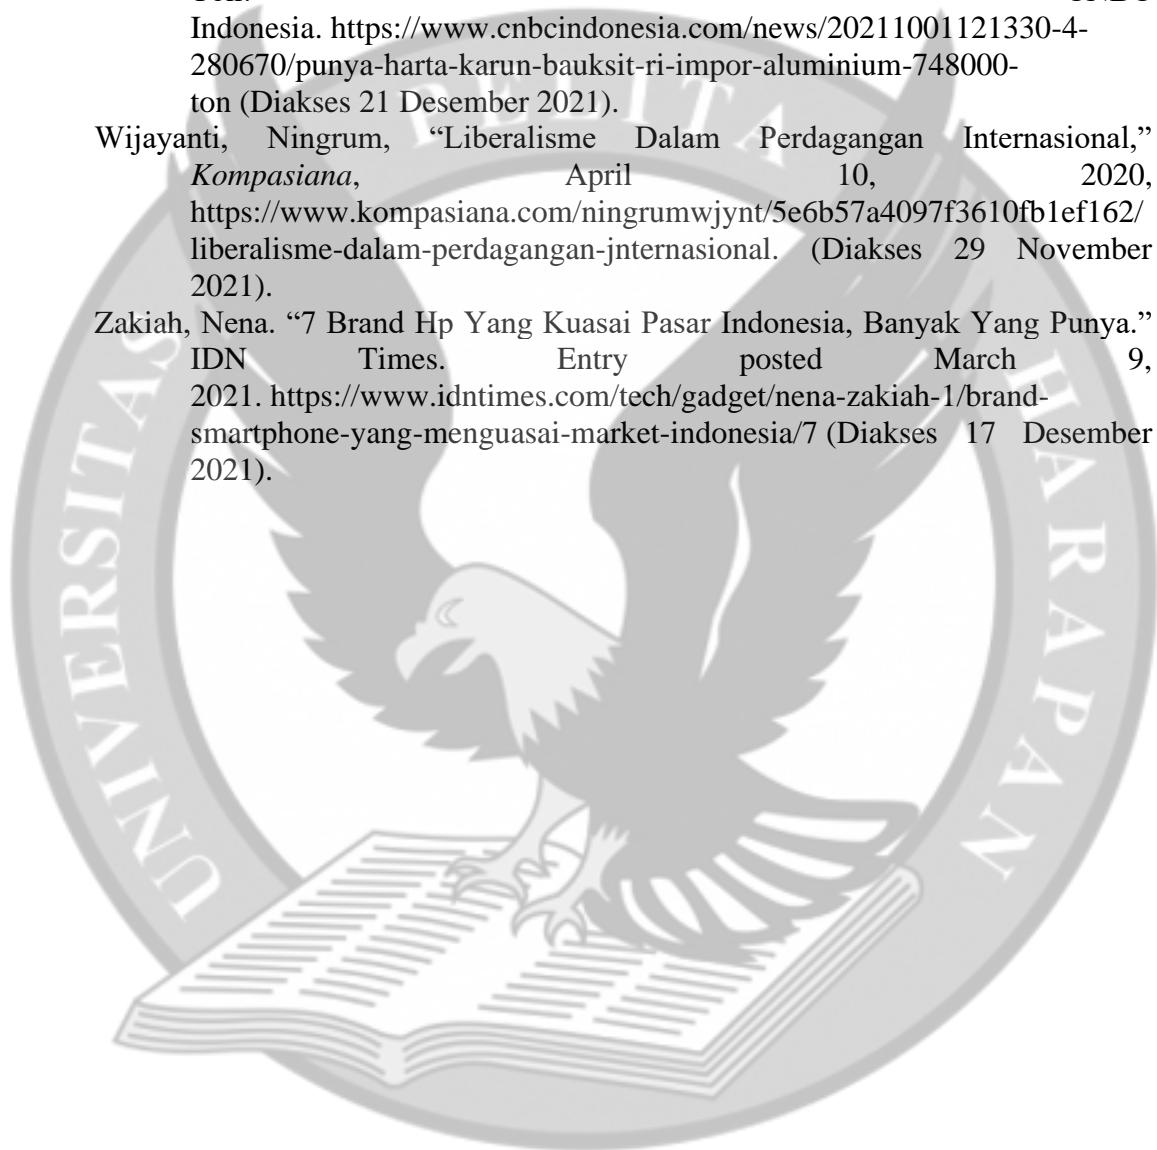 Indonesia. https://www.cnbcindonesia.com/news/20211001121330-4-
280670/punya-harta-karun-bauksit-ri-impor-aluminium-748000-
ton (Diakses 21 Desember 2021).
Wijayanti, Ningrum, “Liberalisme Dalam Perdagangan Internasional,”
Kompasiana, April 10, 2020,
https://www.kompasiana.com/ningrumwjynt/5e6b57a4097f3610fb1ef162/
liberalisme-dalam-perdagangan-jnternasional. (Diakses 29 November
2021).
Zakiah, Nena. “7 Brand Hp Yang Kuasai Pasar Indonesia, Banyak Yang Punya.”
IDN Times. Entry posted March 9,
2021. https://www.idntimes.com/tech/gadget/nena-zakiah-1/brand-
smartphone-yang-menguasai-market-indonesia/7 (Diakses 17 Desember
2021).
UNIVERSITAS PELITA HARAPAN